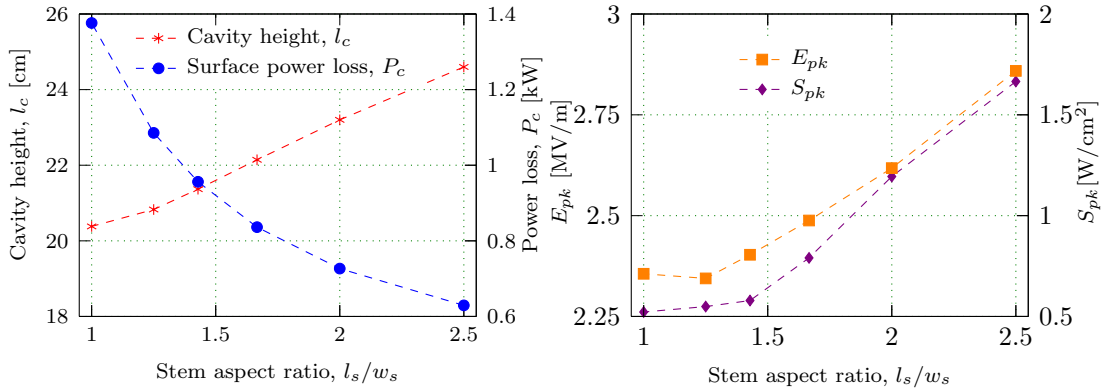 26
24
22
20
18
Cavity height, l_c [cm]
1.4
1.2
1
0.8
0.6
Power loss, P_c [kW]
Cavity height, l_c
Surface power loss, P_c
1 1.5 2 2.5
Stem aspect ratio, l_s/w_s
3
2.75
2.5
2.25
E_pk [MV/m]
2
1.5
1
0.5
S_pk [W/cm²]
E_pk
S_pk
1 1.5 2 2.5
Stem aspect ratio, l_s/w_s